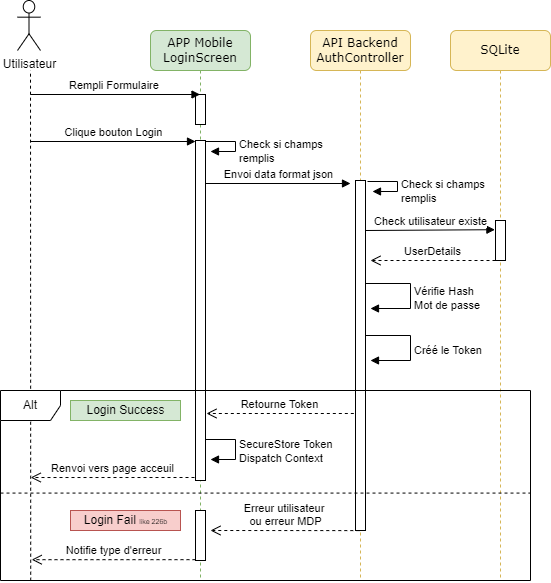 Utilisateur
APP Mobile
LoginScreen
API Backend
AuthController
SQLite
Rempli Formulaire
Clique bouton Login
Check si champs
remplis
Envoi data format json
Check si champs
remplis
Check utilisateur existe
UserDetails
Vérifie Hash
Mot de passe
Créé le Token
Alt
Login Success
Retourne Token
SecureStore Token
Dispatch Context
Renvoi vers page acceuil
Login Fail like 226b
Erreur utilisateur
ou erreur MDP
Notifie type d'erreur